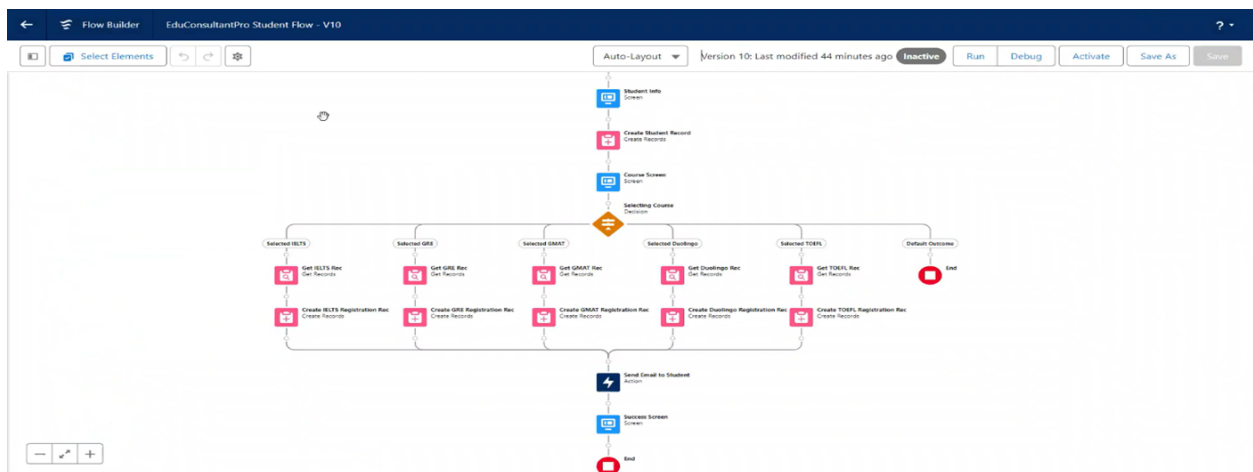 Flow Builder EduConsultantPro Student Flow - V10 ?
Select Elements Auto-Layout Version 10: Last modified 44 minutes ago Inactive Run Debug Activate Save As Save
Student Info
Screen
Create Student Record
Create Records
Course Screen
Screen
Selecting Course
Decision
Selected IELTS Selected GRE Selected GMAT Selected Duolingo Selected TOEFL Default Outcome
Get IELTS Rec Get GRE Rec Get GMAT Rec Get Duolingo Rec Get TOEFL Rec End
Get Records Get Records Get Records Get Records Get Records
Create IELTS Registration Rec Create GRE Registration Rec Create GMAT Registration Rec Create Duolingo Registration Rec Create TOEFL Registration Rec
Create Records Create Records Create Records Create Records Create Records
Send Email to Student
Action
Success Screen
Screen
End